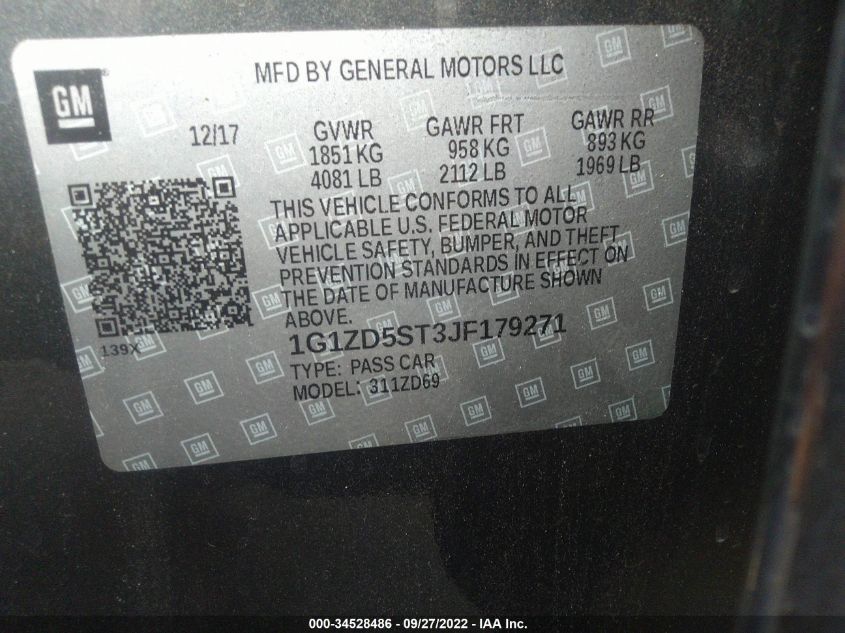 MFD BY GENERAL MOTORS LLC
GM
12/17
GVWR GAWR FRT GAWR RR
1851 KG 958 KG 893 KG
4081 LB 2112 LB 1969 LB
THIS VEHICLE CONFORMS TO ALL
APPLICABLE U.S. FEDERAL MOTOR
VEHICLE SAFETY, BUMPER, AND THEFT
PREVENTION STANDARDS IN EFFECT ON
THE DATE OF MANUFACTURE SHOWN
ABOVE.
139X
1G1ZD5ST3JF179271
TYPE: PASS CAR
MODEL: 311ZD69
000-34528486 - 09/27/2022 - IAA Inc.